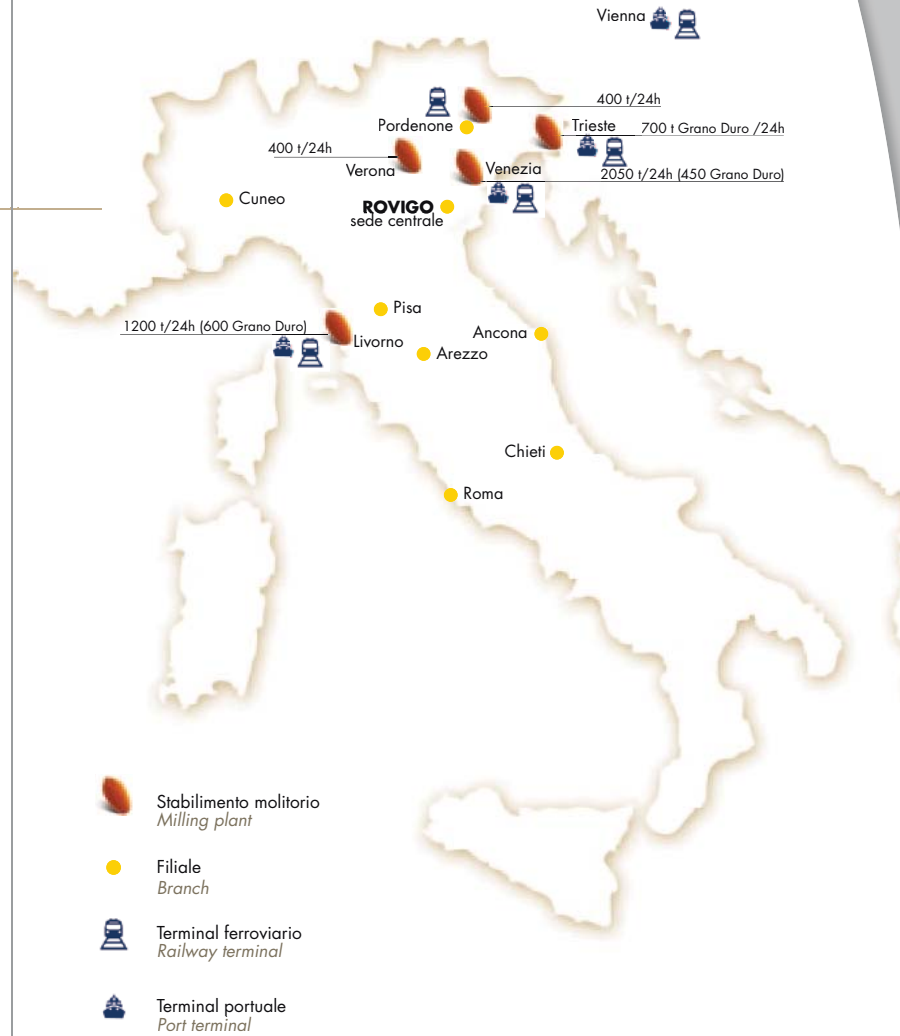 Vienna
400 t/24h
Pordenone
Trieste
700 t Grano Duro /24h
400 t/24h
Verona
Venezia
2050 t/24h (450 Grano Duro)
Cuneo
ROVIGO
sede centrale
Pisa
1200 t/24h (600 Grano Duro)
Livorno
Ancona
Arezzo
Chieti
Roma
Stabilimento molitorio
Milling plant
Filiale
Branch
Terminal ferroviario
Railway terminal
Terminal portuale
Port terminal